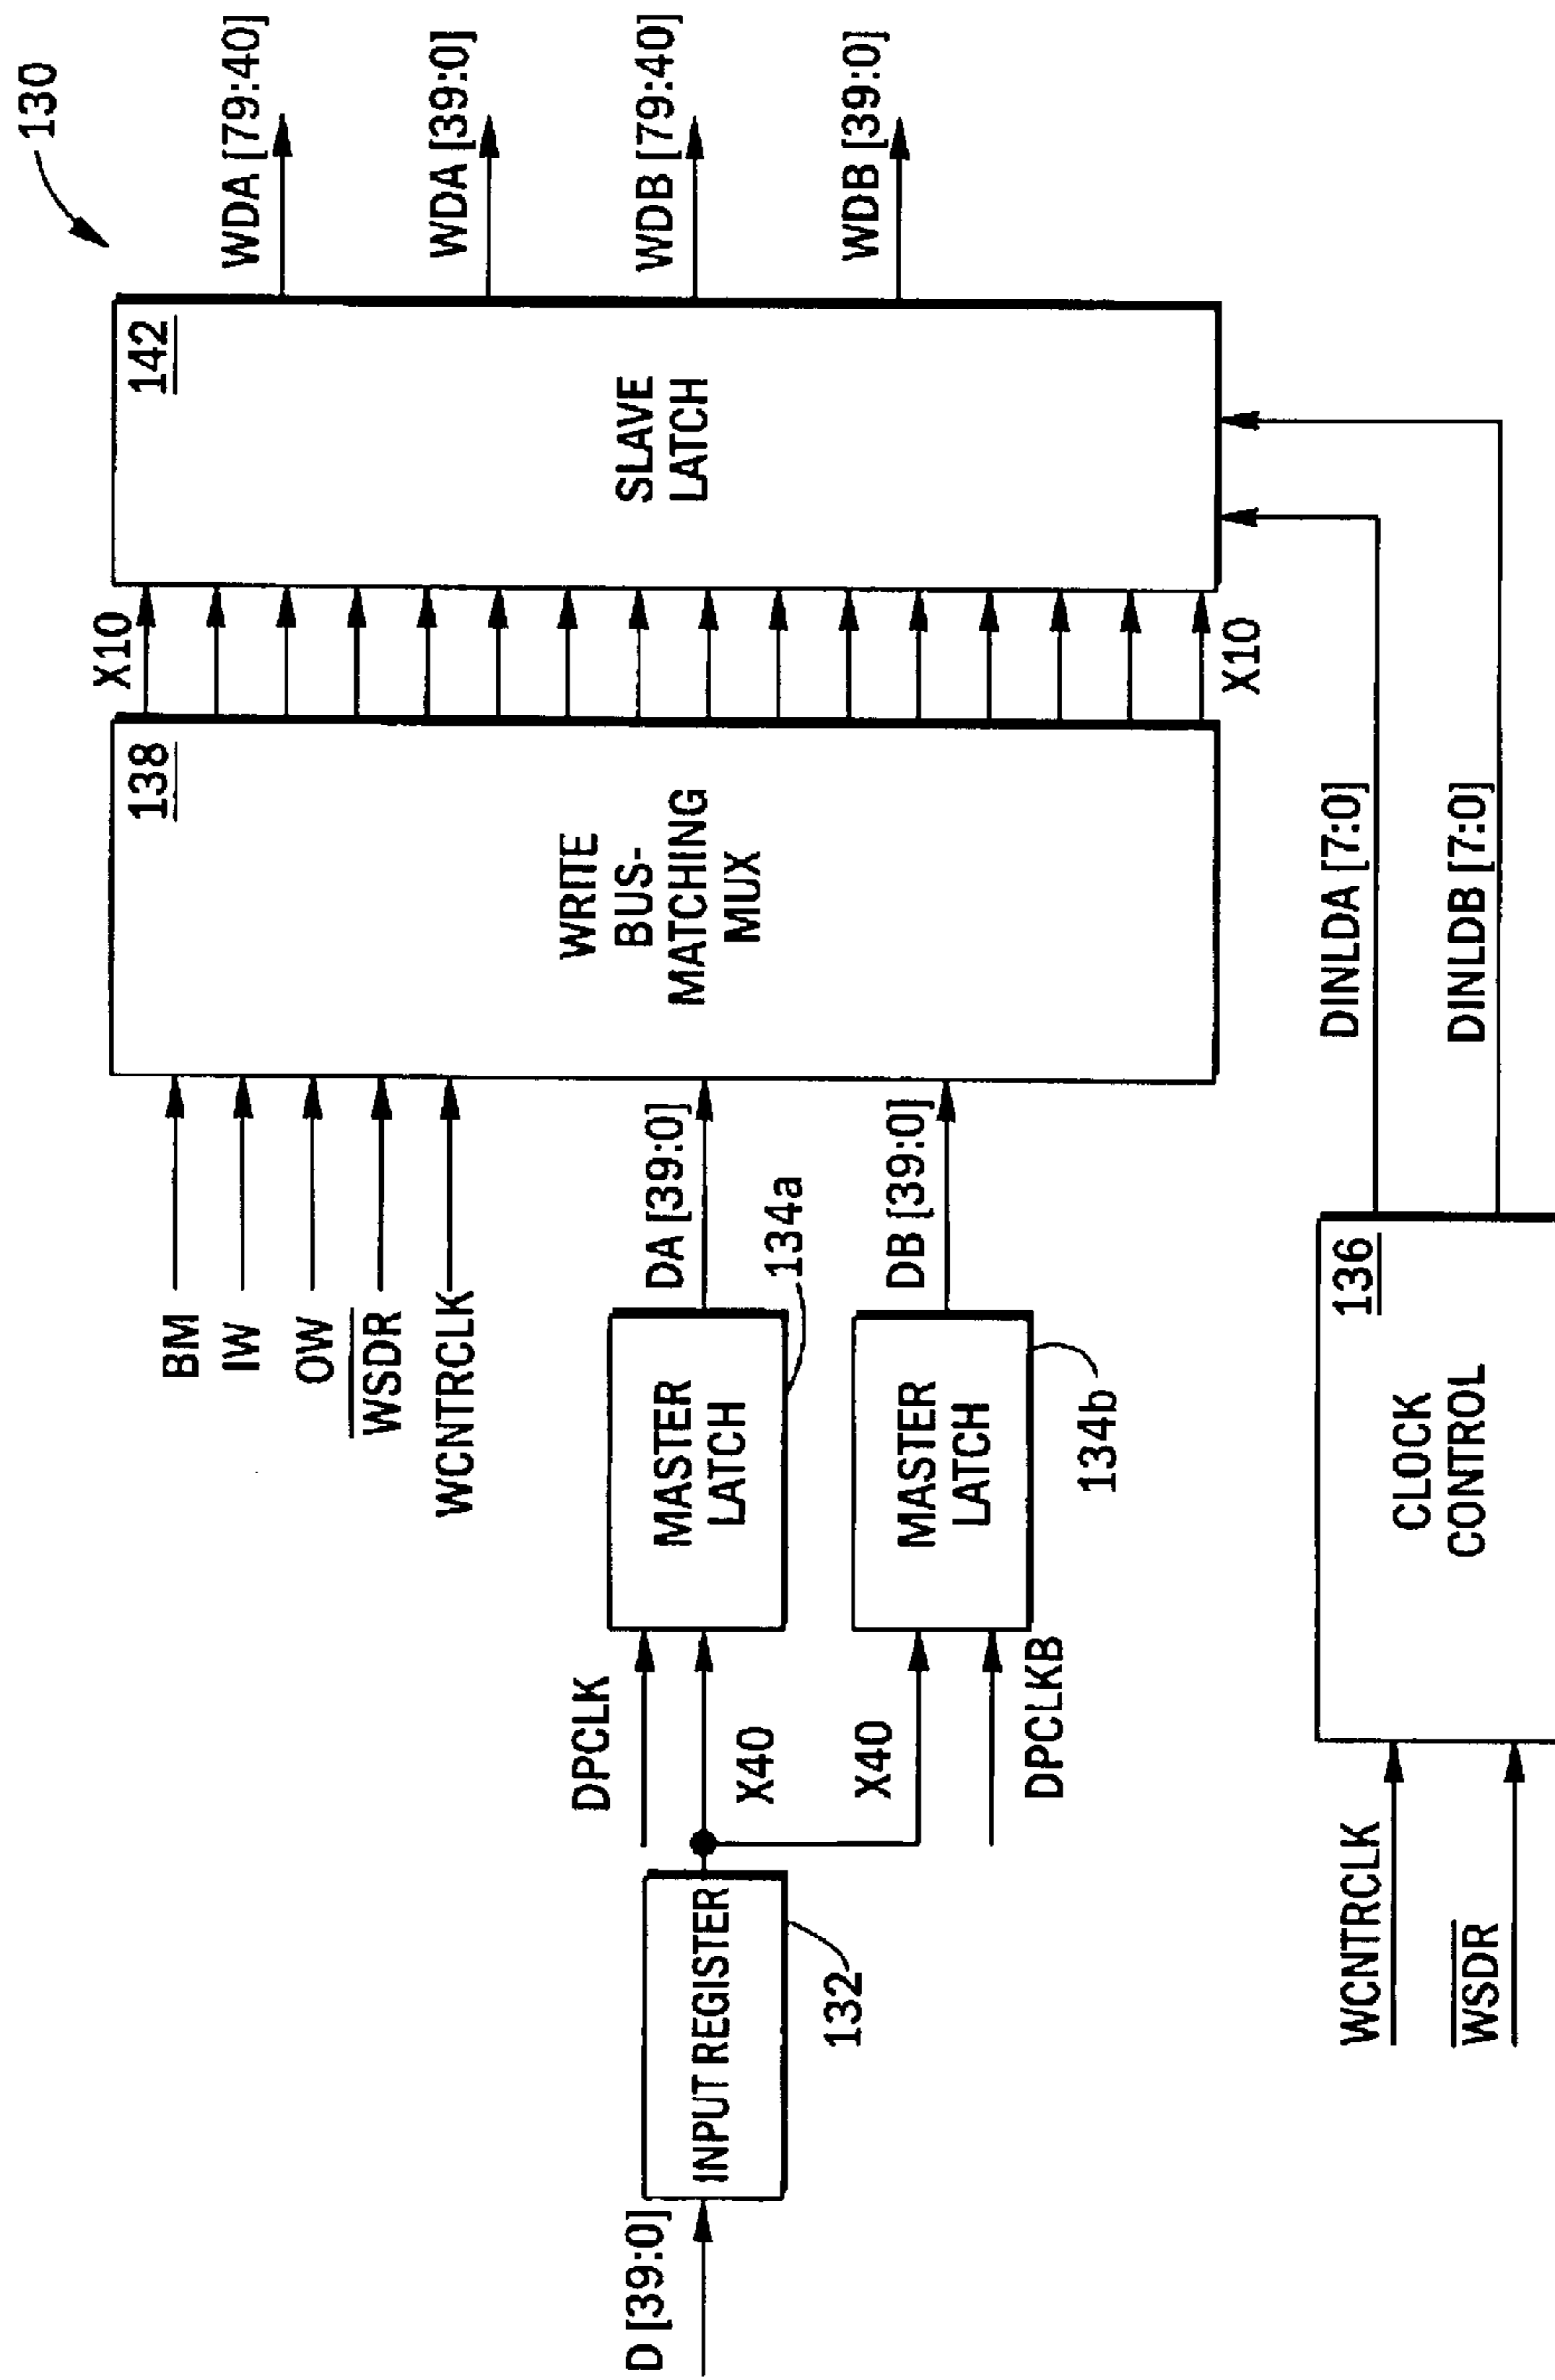 130
WDA [79:40]
WDA [39:0]
WDB [79:40]
WDB [39:0]
142
SLAVE
LATCH
X10
X10
138
WRITE
BUS-
MATCHING
MUX
BM
IW
OW
WSDR
WCNTRCLK
DA [39:0]
134a
DB [39:0]
134b
MASTER
LATCH
MASTER
LATCH
DPCLK
X40
X40
DPCLKB
INPUT REGISTER
132
D [39:0]
DINLDA [7:0]
DINLDB [7:0]
136
CLOCK
CONTROL
WCNTRCLK
WSDR